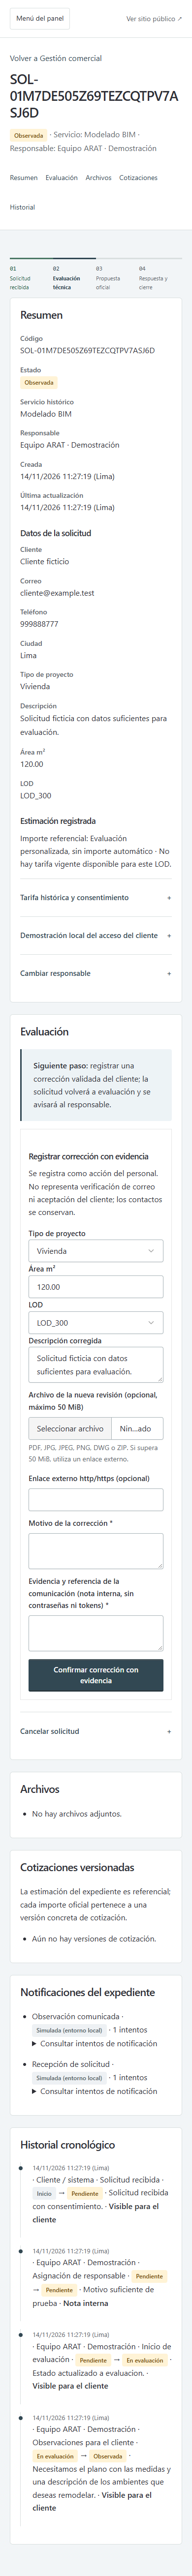 Menú del panel
Ver sitio público ↗
Volver a Gestión comercial
SOL-
01M7DE505Z69TEZCQTPV7A
SJ6D
Observada · Servicio: Modelado BIM ·
Responsable: Equipo ARAT · Demostración
Resumen Evaluación Archivos Cotizaciones
Historial
01 02 03 04
Solicitud Evaluación Propuesta Respuesta y
recibida técnica oficial cierre
Resumen
Código
SOL-01M7DE505Z69TEZCQTPV7ASJ6D
Estado
Observada
Servicio histórico
Modelado BIM
Responsable
Equipo ARAT · Demostración
Creada
14/11/2026 11:27:19 (Lima)
Última actualización
14/11/2026 11:27:19 (Lima)
Datos de la solicitud
Cliente
Cliente ficticio
Correo
cliente@example.test
Teléfono
999888777
Ciudad
Lima
Tipo de proyecto
Vivienda
Descripción
Solicitud ficticia con datos suficientes para
evaluación.
Área m²
120.00
LOD
LOD_300
Estimación registrada
Importe referencial: Evaluación
personalizada, sin importe automático · No
hay tarifa vigente disponible para este LOD.
Tarifa histórica y consentimiento +
Demostración local del acceso del cliente +
Cambiar responsable +
Evaluación
Siguiente paso: registrar una
corrección validada del cliente; la
solicitud volverá a evaluación y se
avisará al responsable.
Registrar corrección con evidencia
Se registra como acción del personal.
No representa verificación de correo
ni aceptación del cliente; los contactos
se conservan.
Tipo de proyecto
Vivienda
Área m²
120.00
LOD
LOD_300
Descripción corregida
Solicitud ficticia con datos
suficientes para evaluación.
Archivo de la nueva revisión (opcional,
máximo 50 MiB)
Seleccionar archivo Nin...ado
PDF, JPG, JPEG, PNG, DWG o ZIP. Si supera
50 MiB, utiliza un enlace externo.
Enlace externo http/https (opcional)
Motivo de la corrección *
Evidencia y referencia de la
comunicación (nota interna, sin
contraseñas ni tokens) *
Confirmar corrección con
evidencia
Cancelar solicitud +
Archivos
No hay archivos adjuntos.
Cotizaciones versionadas
La estimación del expediente es referencial;
cada importe oficial pertenece a una
versión concreta de cotización.
Aún no hay versiones de cotización.
Notificaciones del expediente
Observación comunicada ·
Simulada (entorno local) · 1 intentos
Consultar intentos de notificación
Recepción de solicitud ·
Simulada (entorno local) · 1 intentos
Consultar intentos de notificación
Historial cronológico
14/11/2026 11:27:19 (Lima)
· Cliente / sistema · Solicitud recibida ·
Inicio → Pendiente · Solicitud recibida
con consentimiento. · Visible para el
cliente
14/11/2026 11:27:19 (Lima)
· Equipo ARAT · Demostración ·
Asignación de responsable · Pendiente
→ Pendiente · Motivo suficiente de
prueba · Nota interna
14/11/2026 11:27:19 (Lima)
· Equipo ARAT · Demostración · Inicio de
evaluación · Pendiente → En evaluación ·
Estado actualizado a evaluacion. ·
Visible para el cliente
14/11/2026 11:27:19 (Lima)
· Equipo ARAT · Demostración ·
Observaciones para el cliente ·
En evaluación → Observada ·
Necesitamos el plano con las medidas y
una descripción de los ambientes que
deseas remodelar. · Visible para el
cliente